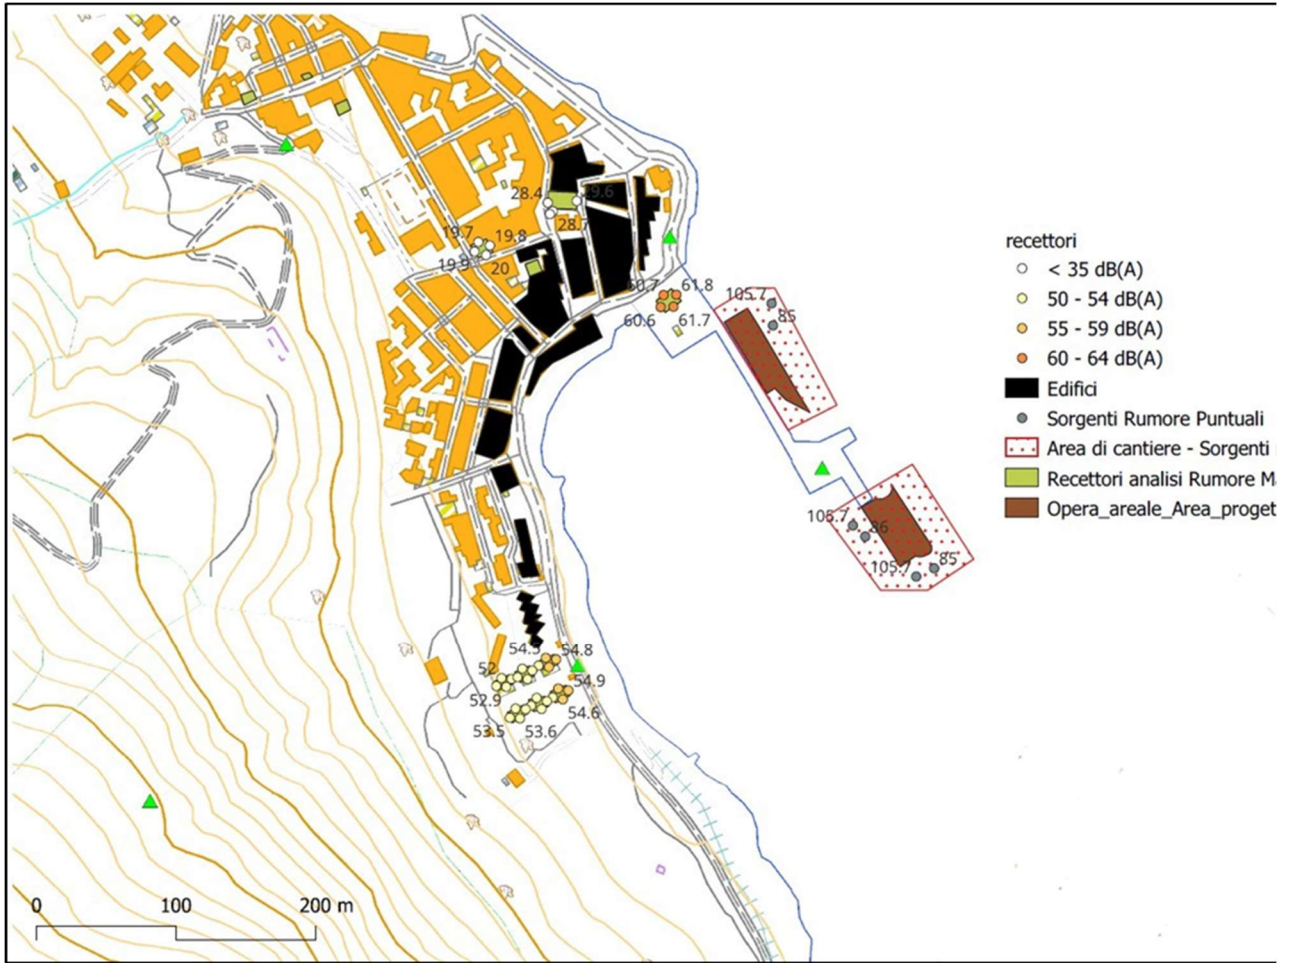 28.4
29.6
28.7
19.7
19.8
19.9
20
60.7
61.8
60.6
61.7
105.7
85
recettori
< 35 dB(A)
50 - 54 dB(A)
55 - 59 dB(A)
60 - 64 dB(A)
Edifici
Sorgenti Rumore Puntuali
Area di cantiere - Sorgenti
Recettori analisi Rumore M
Opera_areale_Area_proget
105.7
86
105.7
85
54.5
54.8
52
52.9
54.9
54.6
53.5
53.6
0
100
200 m